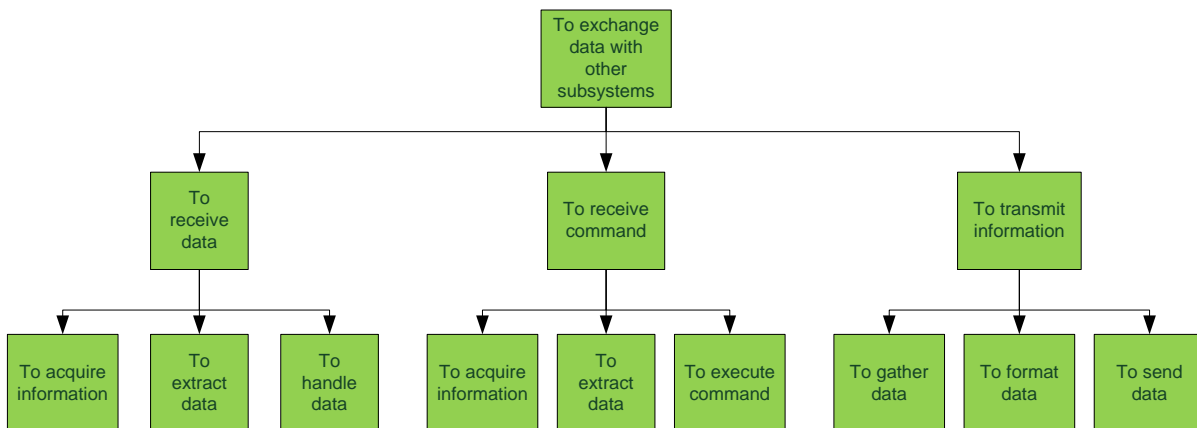 To exchange
data with
other
subsystems
To
receive
data
To receive
command
To transmit
information
To acquire
information
To
extract data
To
handle
data
To acquire
information
To
extract
data
To execute
command
To gather
data
To format
data
To send
data